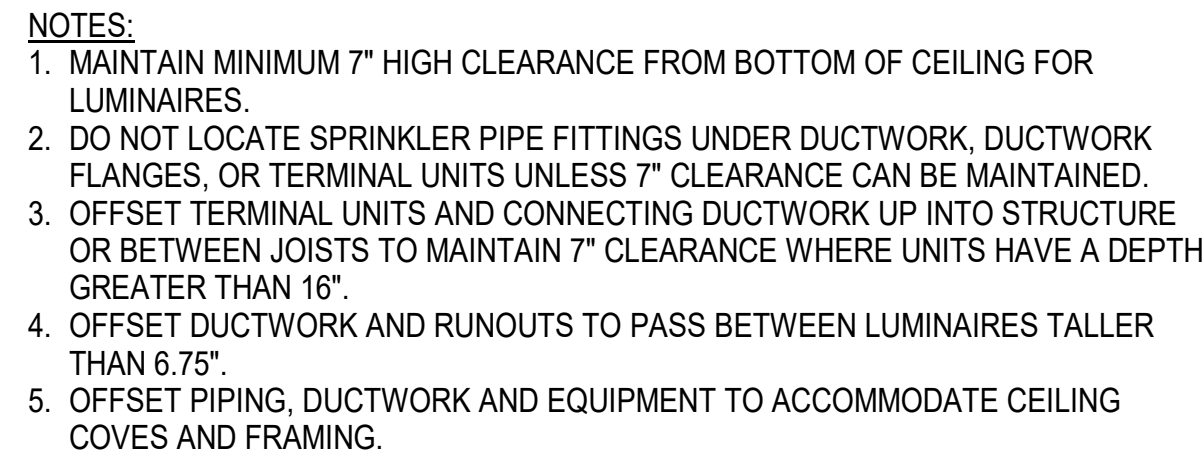 NOTES:
1. MAINTAIN MINIMUM 7" HIGH CLEARANCE FROM BOTTOM OF CEILING FOR
LUMINAIRES.
2. DO NOT LOCATE SPRINKLER PIPE FITTINGS UNDER DUCTWORK, DUCTWORK
FLANGES, OR TERMINAL UNITS UNLESS 7" CLEARANCE CAN BE MAINTAINED.
3. OFFSET TERMINAL UNITS AND CONNECTING DUCTWORK UP INTO STRUCTURE
OR BETWEEN JOISTS TO MAINTAIN 7" CLEARANCE WHERE UNITS HAVE A DEPTH
GREATER THAN 16".
4. OFFSET DUCTWORK AND RUNOUTS TO PASS BETWEEN LUMINAIRES TALLER
THAN 6.75".
5. OFFSET PIPING, DUCTWORK AND EQUIPMENT TO ACCOMMODATE CEILING
COVES AND FRAMING.